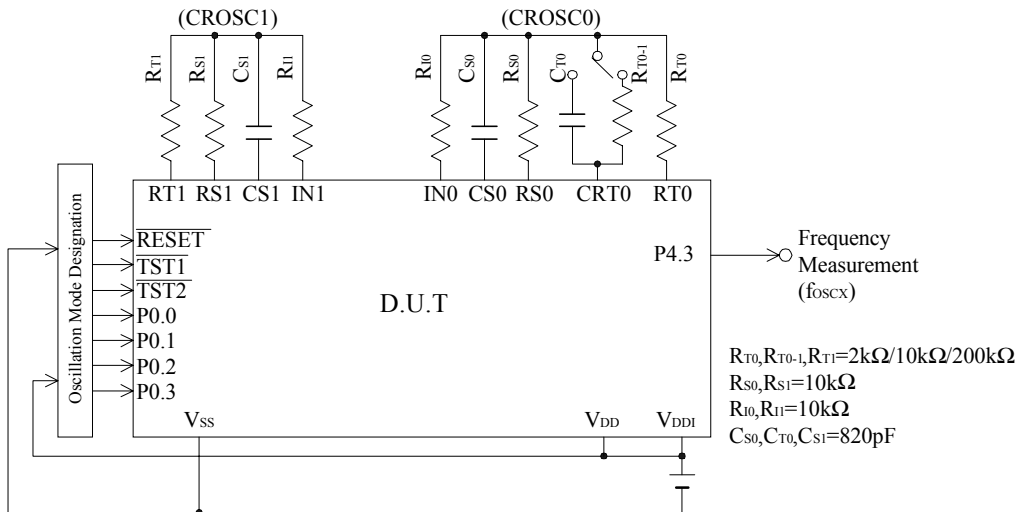 (CROSC1)
(CROSC0)
RT1
RS1
CS1
RI1
RI0
CS0
RS0
CT0
RT0-1
RT0
RT1 RS1 CS1 IN1
IN0 CS0 RS0 CRT0 RT0
Oscillation Mode Designation
RESET
TST1
TST2
P0.0
P0.1
P0.2
P0.3
D.U.T
P4.3
Frequency
Measurement
(fOSCX)
VSS
VDD
VDDI
RT0,RT0-1,RT1=2kΩ/10kΩ/200kΩ
RS0,RS1=10kΩ
RI0,RI1=10kΩ
CS0,CT0,CS1=820pF